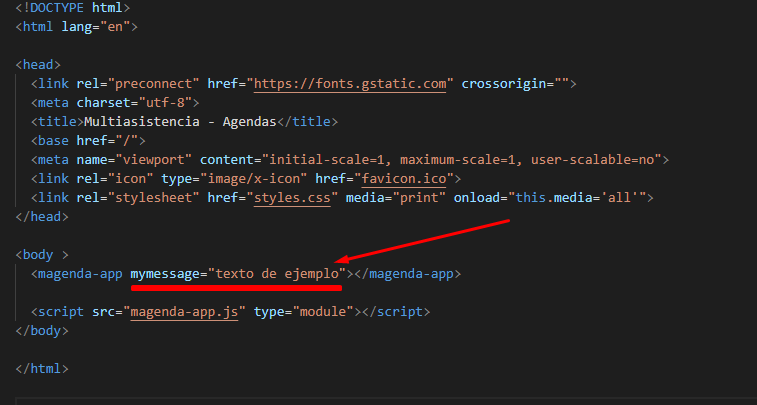 <!DOCTYPE html>
<html lang="en">
<head>
<link rel="preconnect" href="https://fonts.gstatic.com" crossorigin="">
<meta charset="utf-8">
<title>Multiasistencia - Agendas</title>
<base href="/">
<meta name="viewport" content="initial-scale=1, maximum-scale=1, user-scalable=no">
<link rel="icon" type="image/x-icon" href="favicon.ico">
<link rel="stylesheet" href="styles.css" media="print" onload="this.media='all'">
</head>
<body >
<magenda-app mymessage="texto de ejemplo"></magenda-app>
<script src="magenda-app.js" type="module"></script>
</body>
</html>